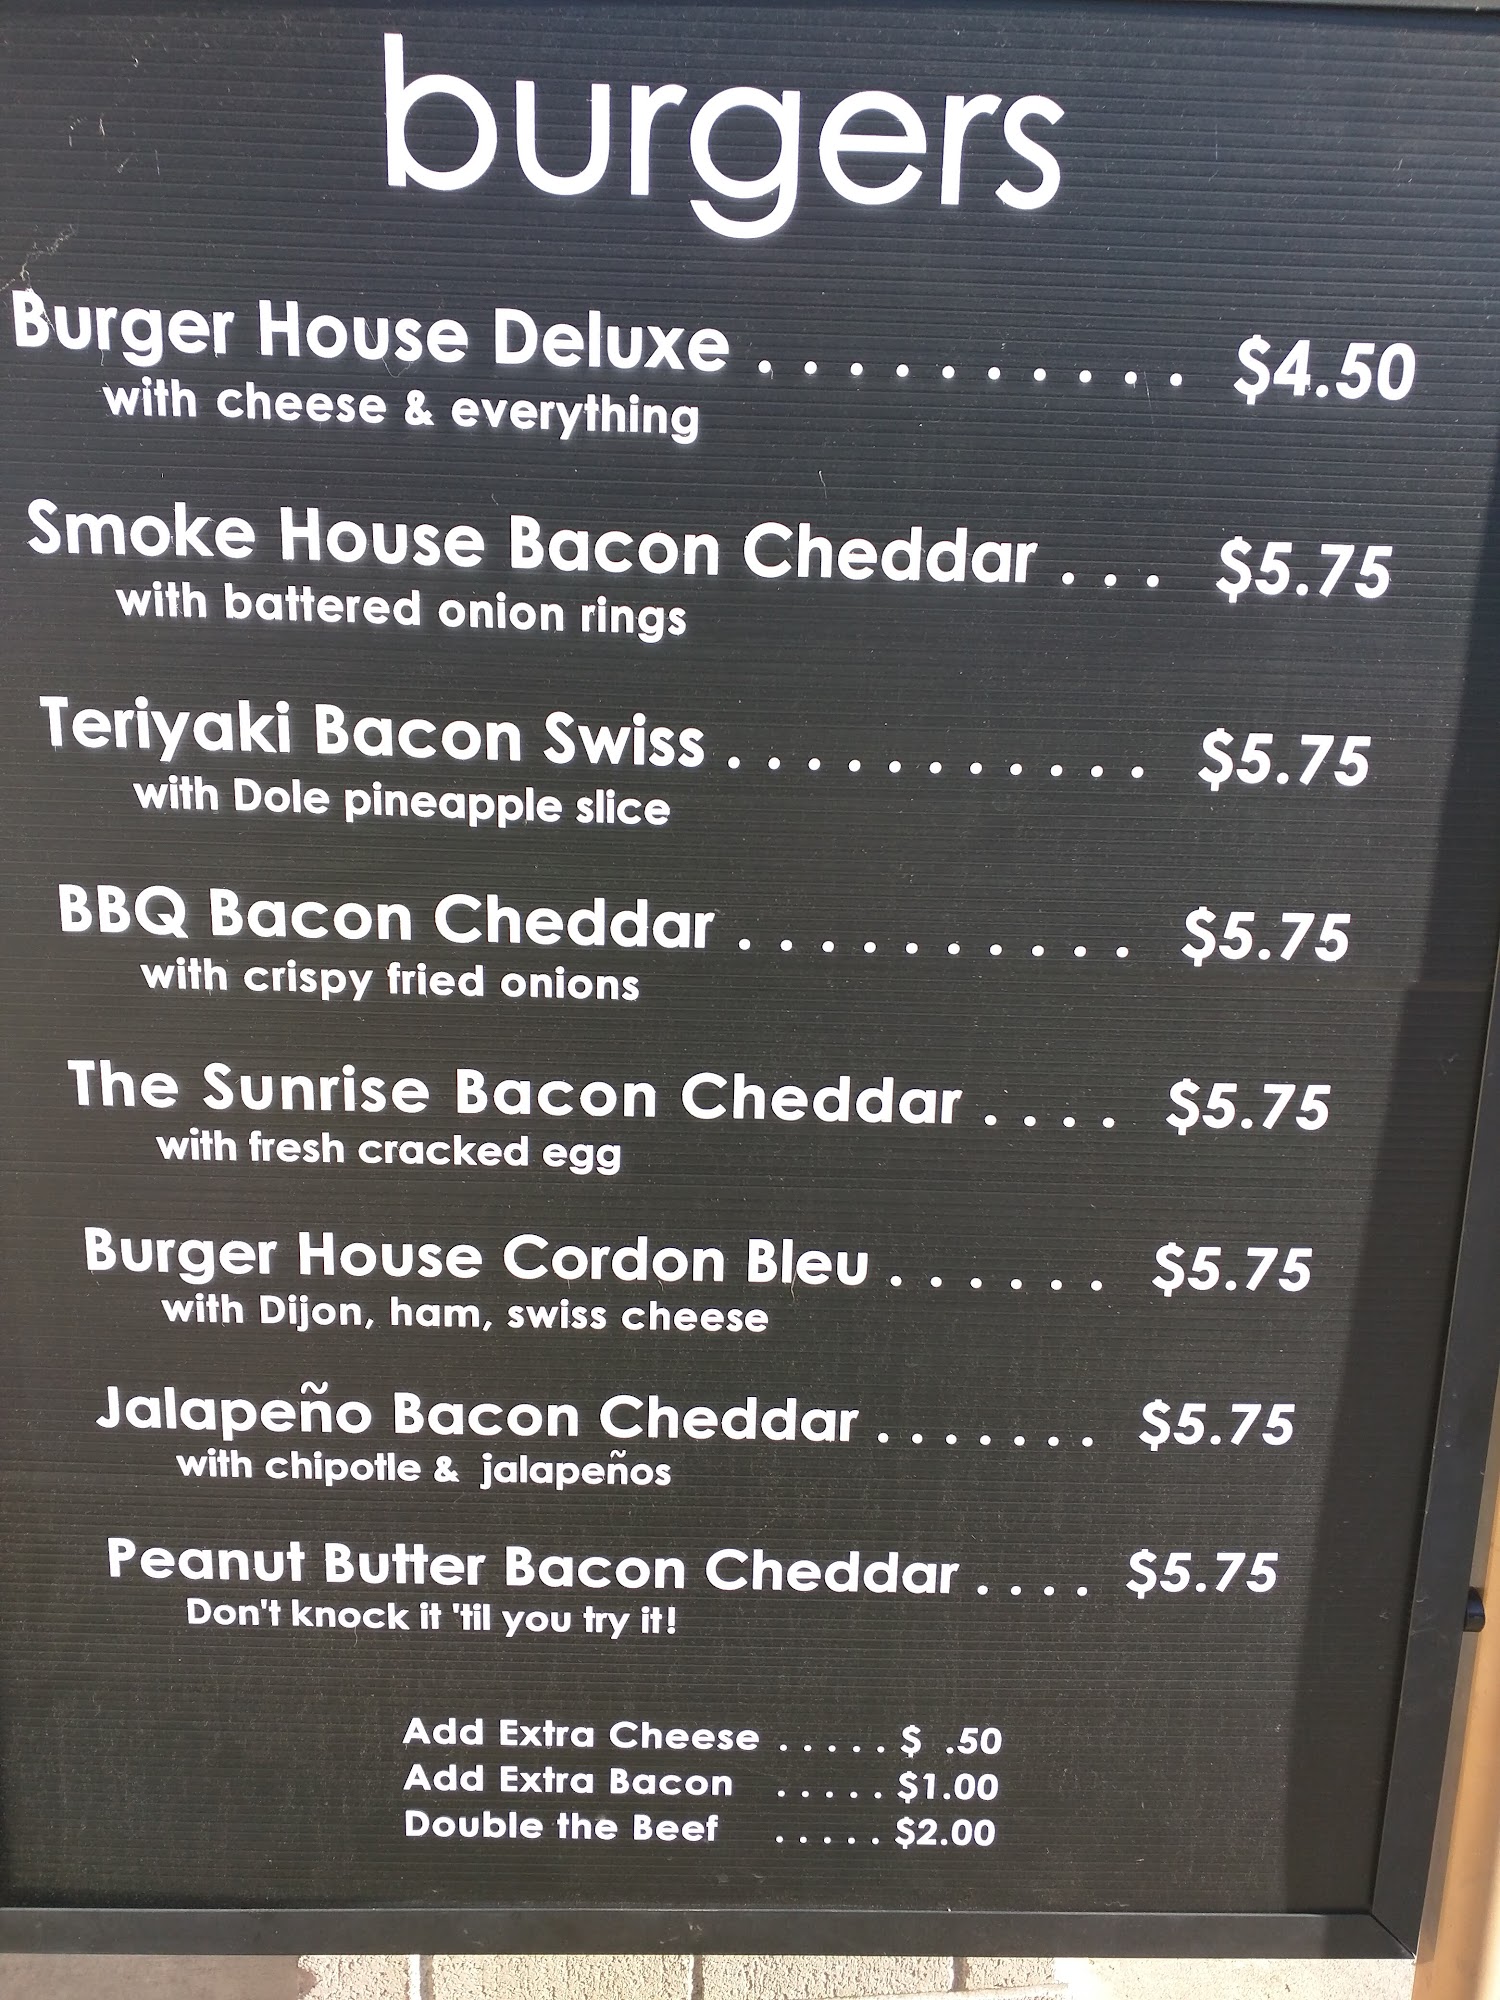 burgers
Burger House Deluxe . . . . . . . . . . $4.50
with cheese & everything
Smoke House Bacon Cheddar . . . $5.75
with battered onion rings
Teriyaki Bacon Swiss . . . . . . . . . . . $5.75
with Dole pineapple slice
BBQ Bacon Cheddar . . . . . . . . . . $5.75
with crispy fried onions
The Sunrise Bacon Cheddar . . . . $5.75
with fresh cracked egg
Burger House Cordon Bleu . . . . . . $5.75
with Dijon, ham, swiss cheese
Jalapeño Bacon Cheddar . . . . . . . $5.75
with chipotle & jalapeños
Peanut Butter Bacon Cheddar . . . . $5.75
Don't knock it 'til you try it!
Add Extra Cheese . . . . . $ .50
Add Extra Bacon . . . . . $1.00
Double the Beef . . . . . $2.00